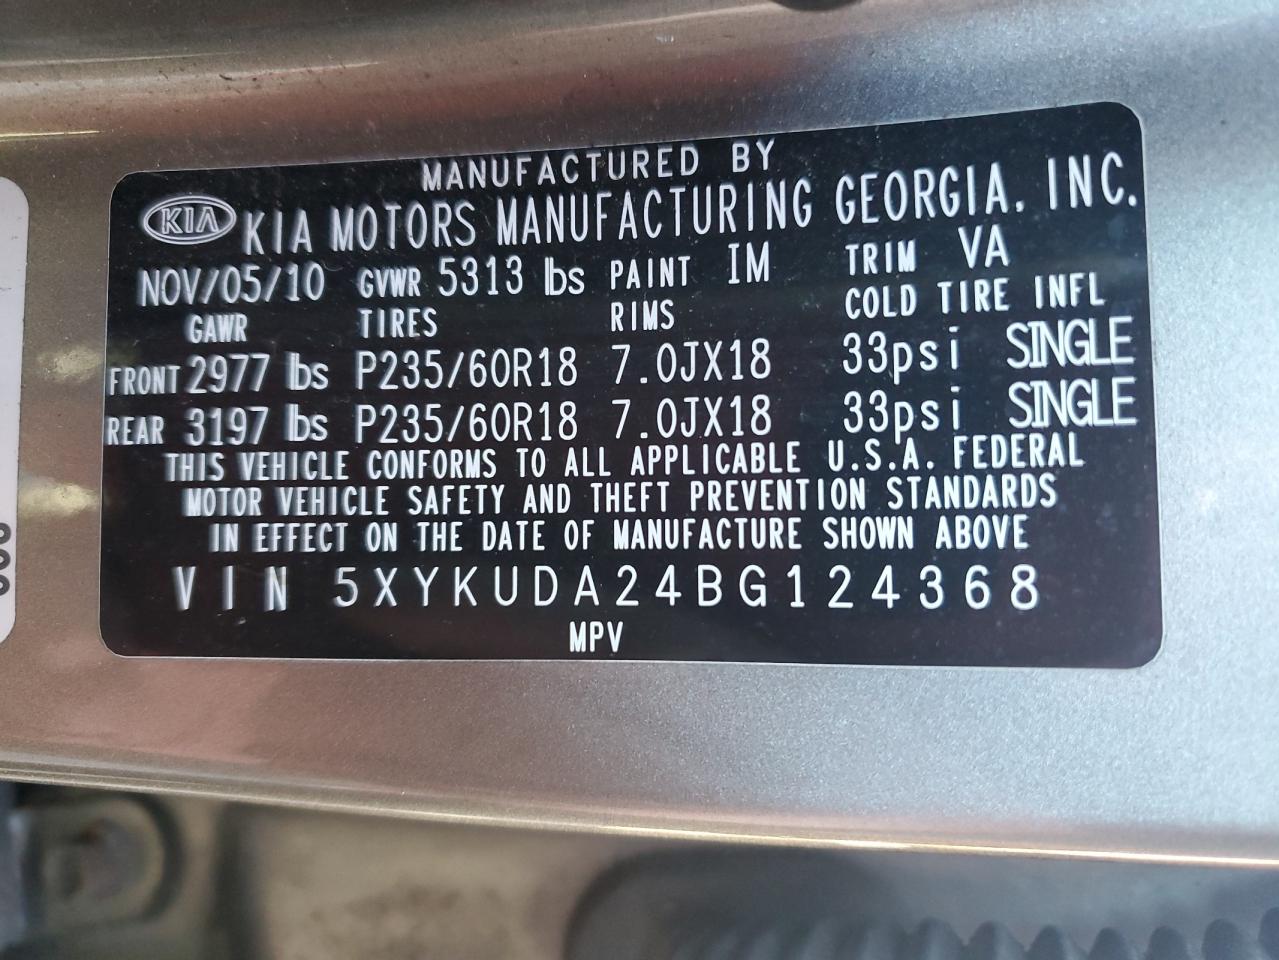 MANUFACTURED BY
KIA KIA MOTORS MANUFACTURING GEORGIA. INC.
NOV/05/10 GVWR 5313 lbs PAINT IM TRIM VA
GAWR TIRES RIMS COLD TIRE INFL
FRONT 2977 lbs P235/60R18 7.0JX18 33psi SINGLE
REAR 3197 lbs P235/60R18 7.0JX18 33psi SINGLE
THIS VEHICLE CONFORMS TO ALL APPLICABLE U.S.A. FEDERAL
MOTOR VEHICLE SAFETY AND THEFT PREVENTION STANDARDS
IN EFFECT ON THE DATE OF MANUFACTURE SHOWN ABOVE
VIN 5XYKUDA24BG124368
MPV